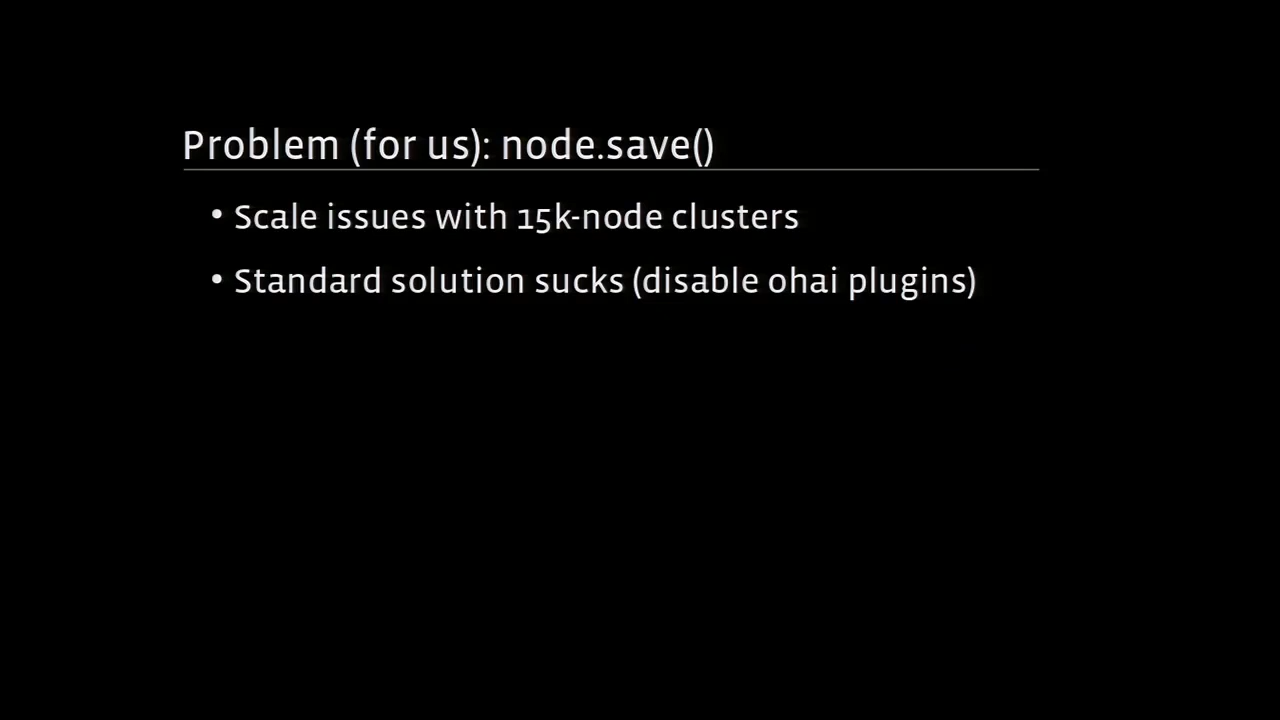 Problem (for us): node.save()
• Scale issues with 15k-node clusters
• Standard solution sucks (disable ohai plugins)